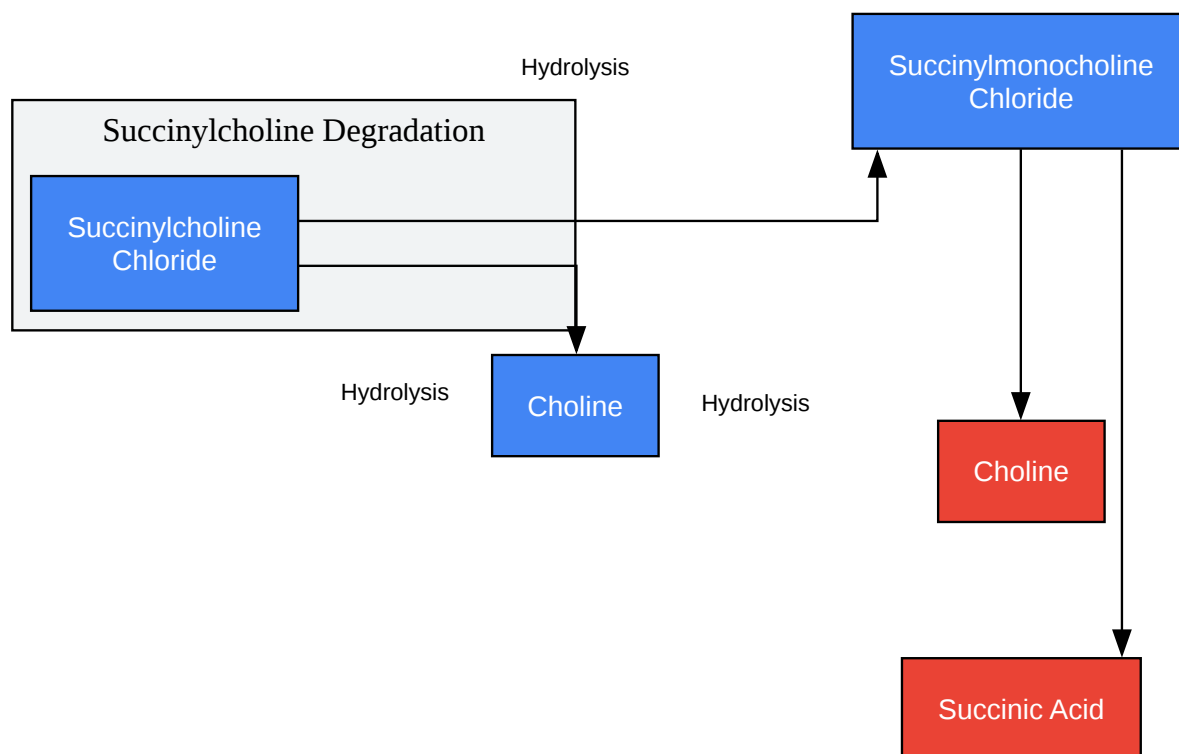 Succinylmonocholine
Chloride
Hydrolysis
Succinylcholine Degradation
Succinylcholine
Chloride
Hydrolysis
Choline
Hydrolysis
Choline
Succinic Acid